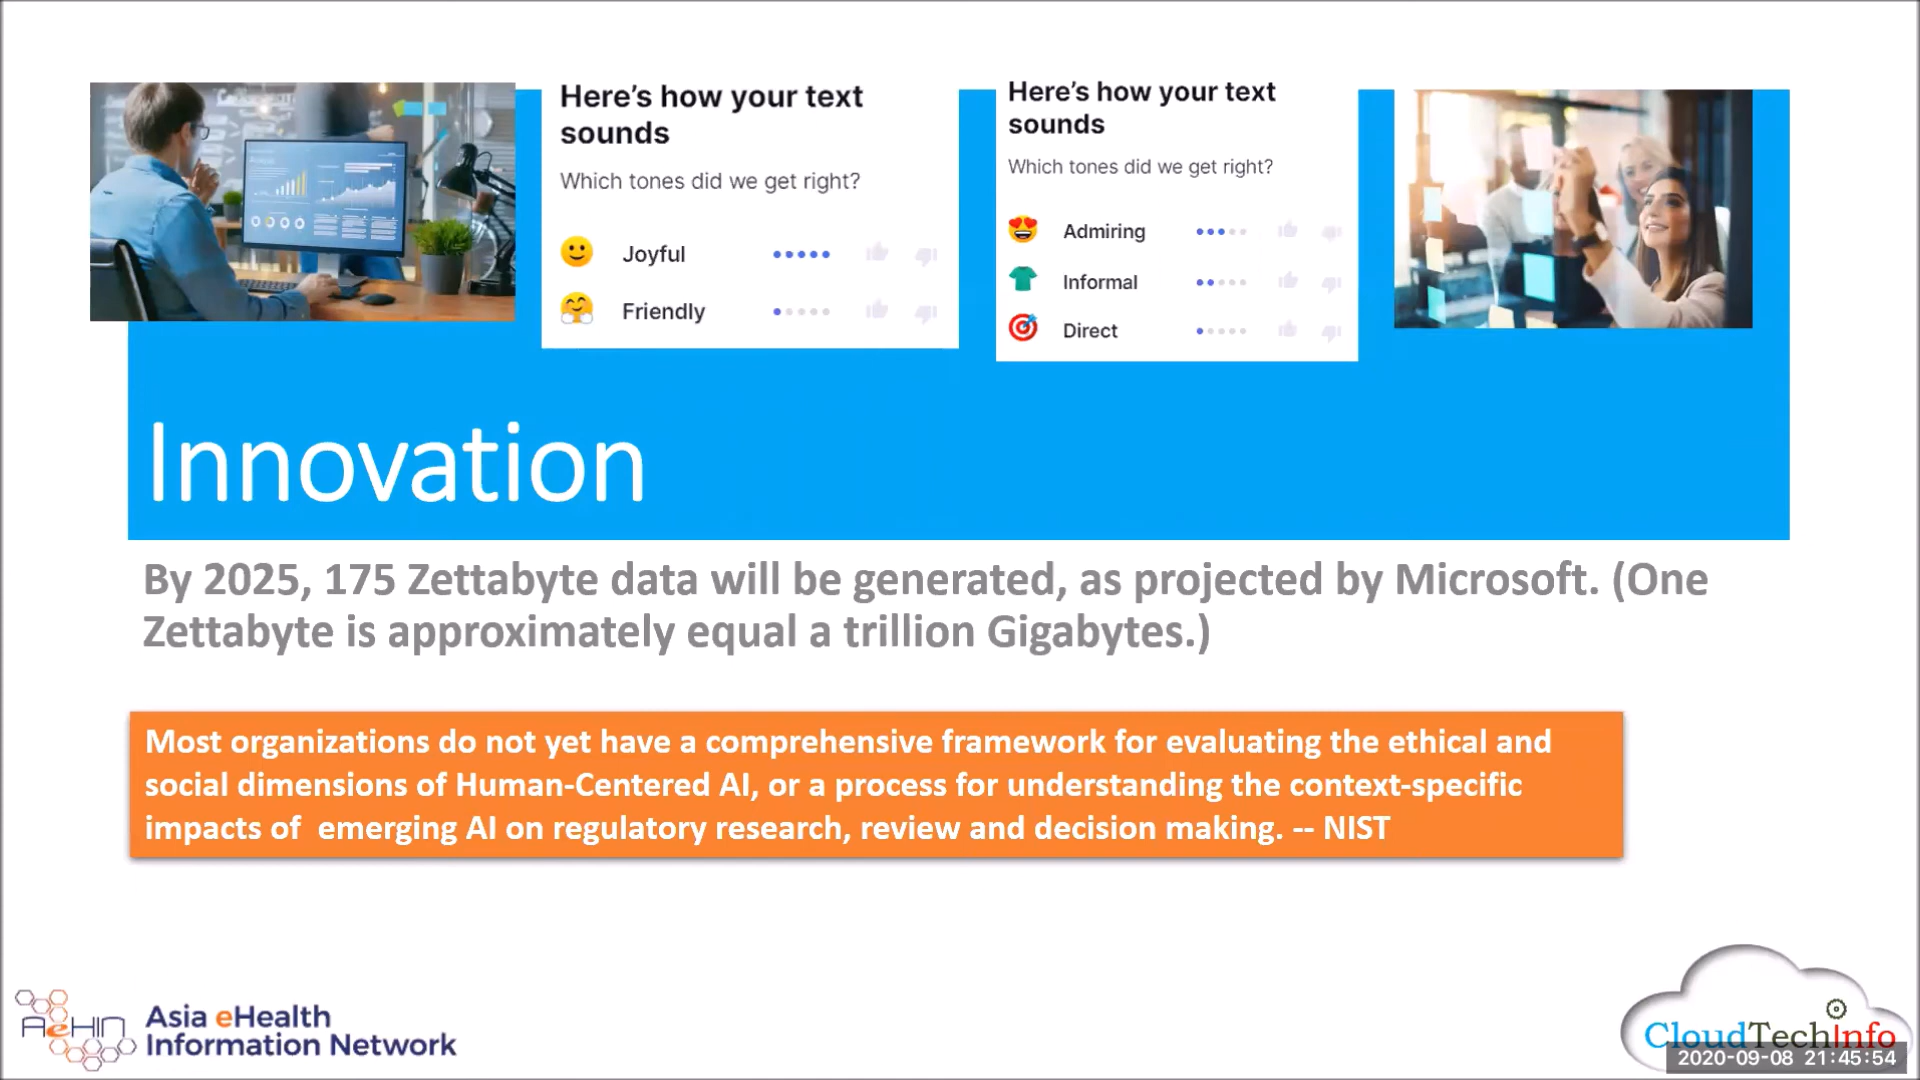 Here's how your text
sounds
Which tones did we get right?
Joyful
Friendly
Here's how your text
sounds
Which tones did we get right?
Admiring
Informal
Direct
Innovation
By 2025, 175 Zettabyte data will be generated, as projected by Microsoft. (One
Zettabyte is approximately equal a trillion Gigabytes.)
Most organizations do not yet have a comprehensive framework for evaluating the ethical and
social dimensions of Human-Centered AI, or a process for understanding the context-specific
impacts of  emerging AI on regulatory research, review and decision making. -- NIST
AeHIN
Asia eHealth
Information Network
CloudTechInfo
2020-09-08 21:45:54